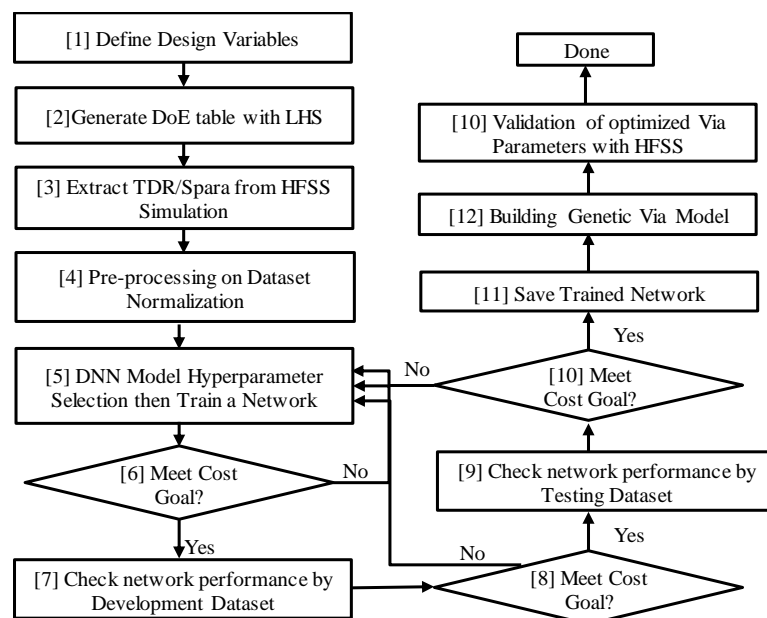 [1] Define Design Variables
[2]Generate DoE table with LHS
[3] Extract TDR/Spara from HFSS
Simulation
[4] Pre-processing on Dataset
Normalization
[5] DNN Model Hyperparameter
Selection then Train a Network
[6] Meet Cost
Goal?
No
Yes
[7] Check network performance by
Development Dataset
[8] Meet Cost
Goal?
No
Yes
[9] Check network performance by
Testing Dataset
[10] Meet
Cost Goal?
No
Yes
[11] Save Trained Network
[12] Building Genetic Via Model
[10] Validation of optimized Via
Parameters with HFSS
Done